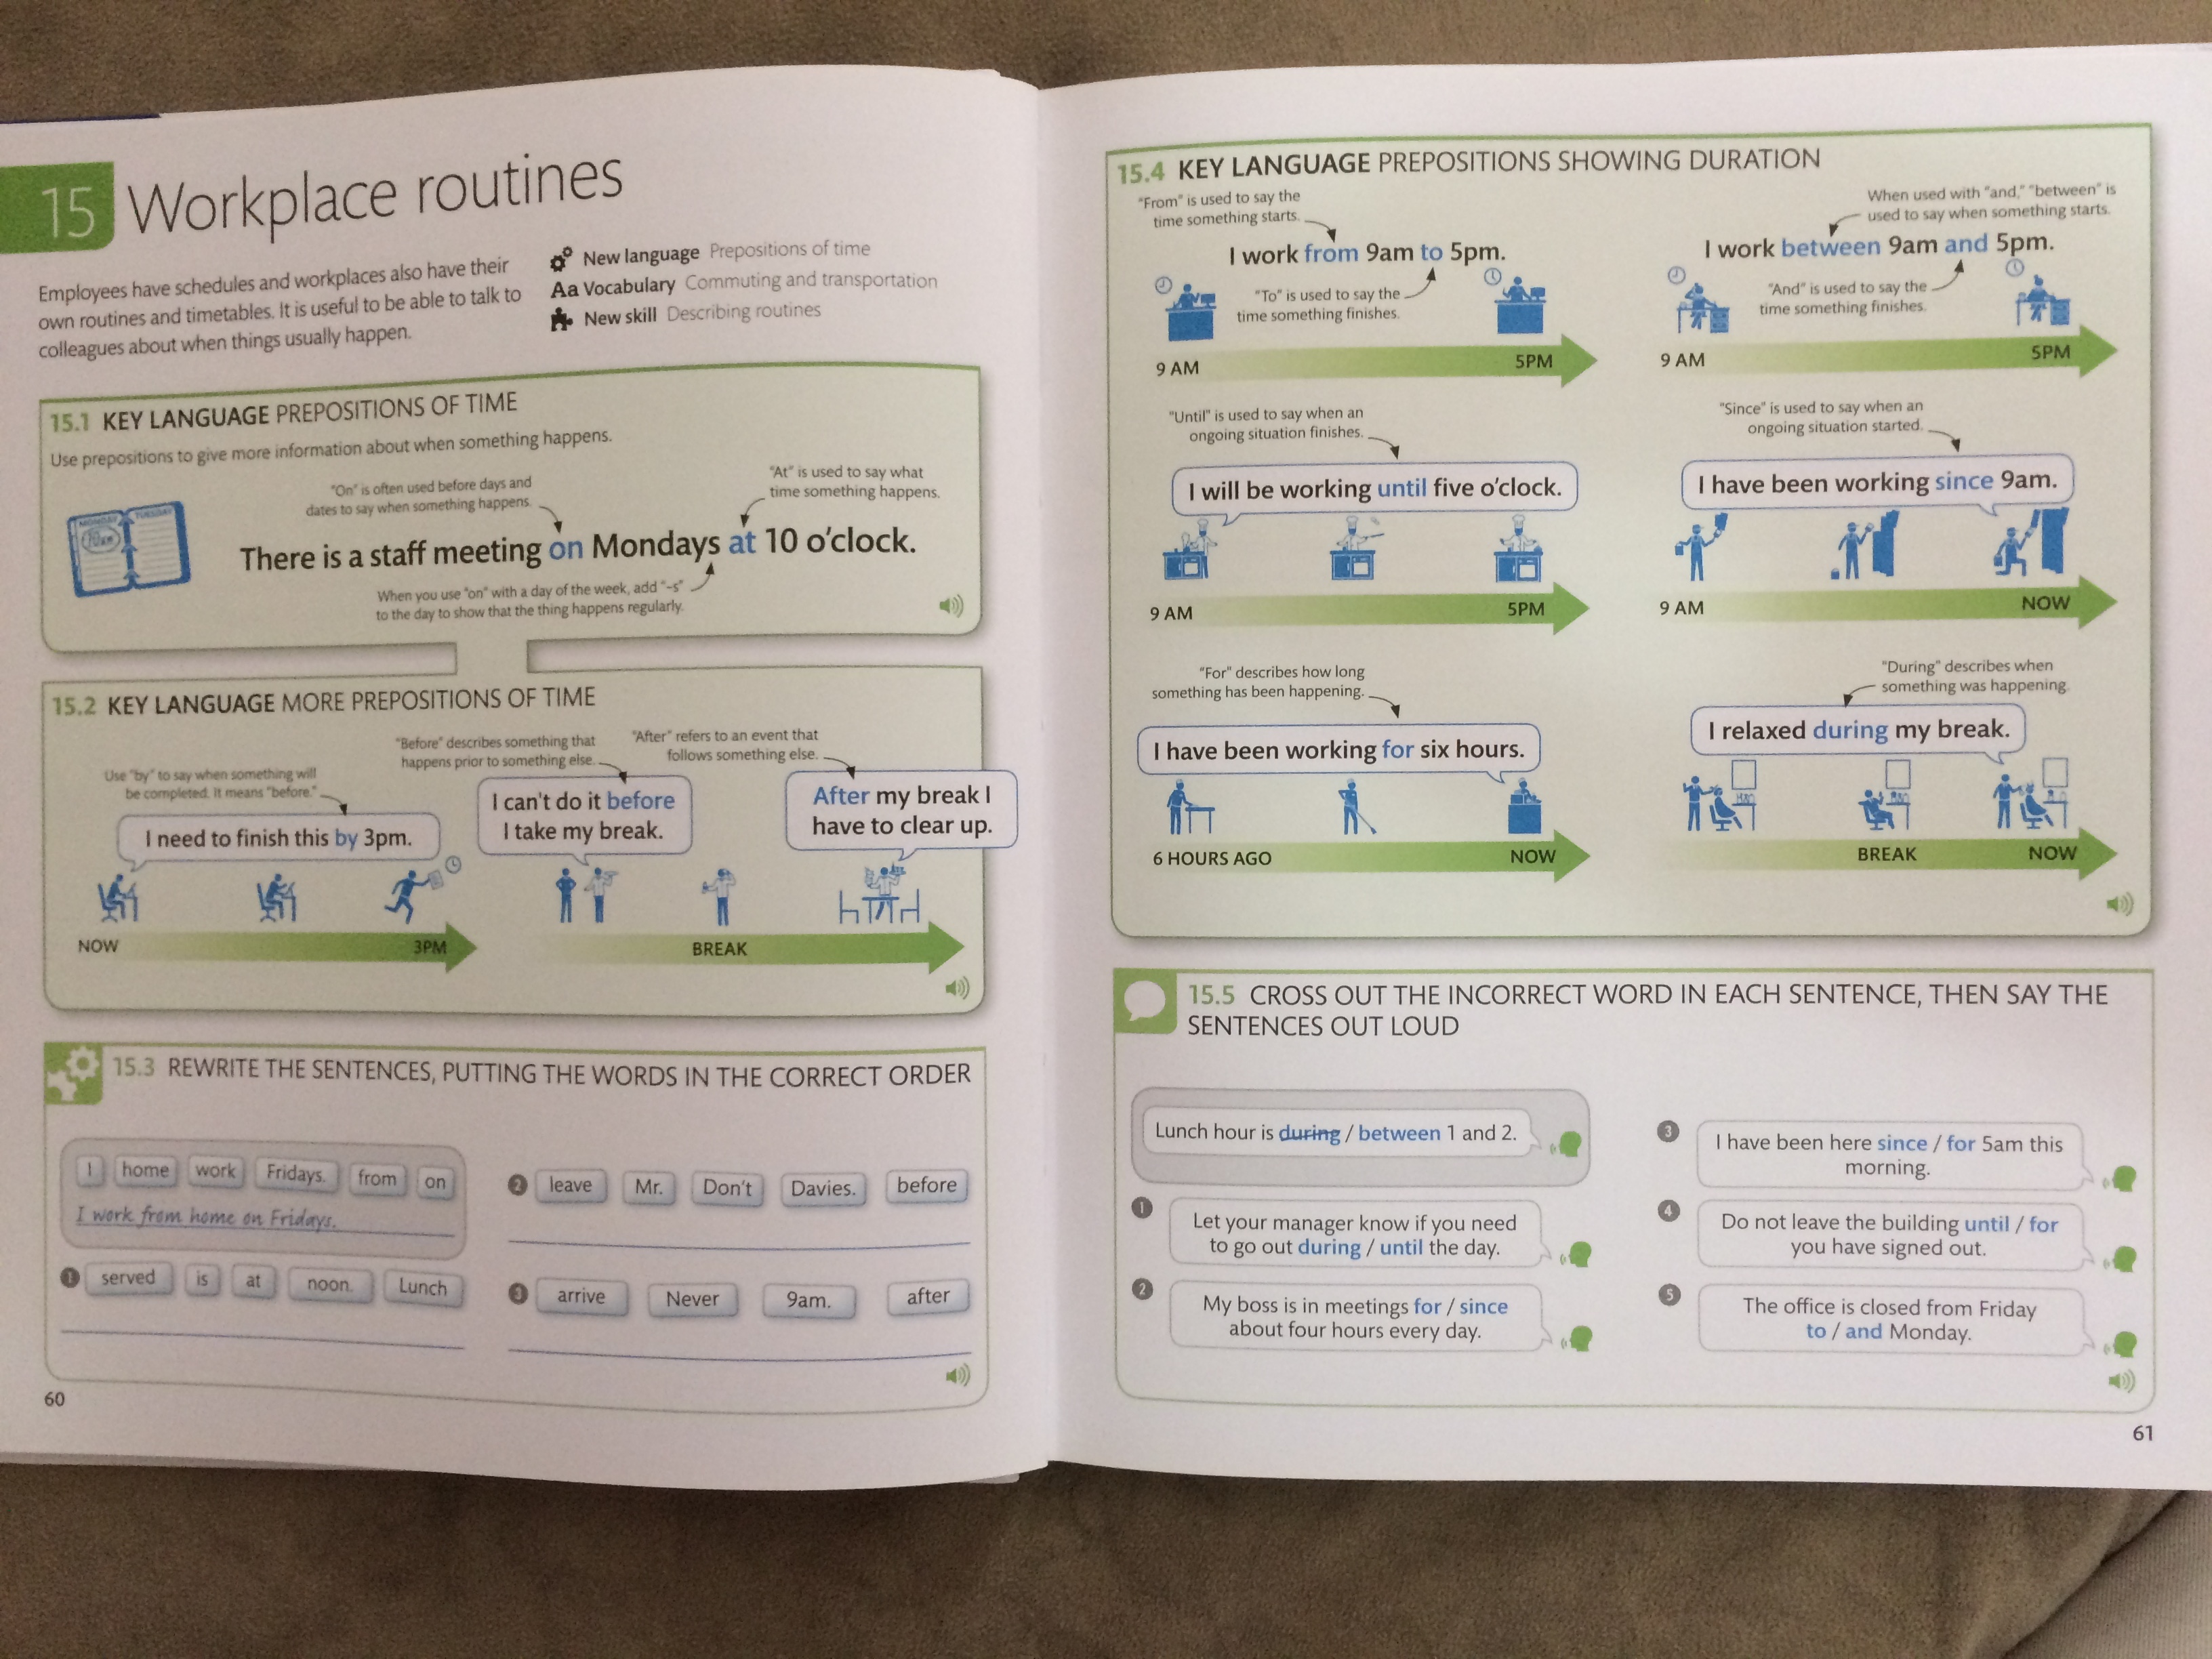 15 Workplace routines
Employees have schedules and workplaces also have their
own routines and timetables. It is useful to be able to talk to
colleagues about when things usually happen.
New language Prepositions of time
Aa Vocabulary Commuting and transportation
New skill Describing routines
15.1 KEY LANGUAGE PREPOSITIONS OF TIME
Use prepositions to give more information about when something happens.
"On" is often used before days and
dates to say when something happens.
"At" is used to say what
time something happens.
There is a staff meeting on Mondays at 10 o'clock.
When you use "on" with a day of the week, add "-s"
to the day to show that the thing happens regularly.
15.2 KEY LANGUAGE MORE PREPOSITIONS OF TIME
Use "by" to say when something will
be completed. It means "before."
"Before" describes something that
happens prior to something else.
"After" refers to an event that
follows something else.
I need to finish this by 3pm.
I can't do it before
I take my break.
After my break I
have to clear up.
NOW
3PM
BREAK
15.3 REWRITE THE SENTENCES, PUTTING THE WORDS IN THE CORRECT ORDER
I home work Fridays. from on
I work from home on Fridays.
1 served is at noon. Lunch
2 leave Mr. Don't Davies. before
3 arrive Never 9am. after
60
15.4 KEY LANGUAGE PREPOSITIONS SHOWING DURATION
"From" is used to say the
time something starts.
I work from 9am to 5pm.
"To" is used to say the
time something finishes.
9 AM
5PM
When used with "and," "between" is
used to say when something starts.
I work between 9am and 5pm.
"And" is used to say the
time something finishes.
9 AM
5PM
"Until" is used to say when an
ongoing situation finishes.
I will be working until five o'clock.
9 AM
5PM
"Since" is used to say when an
ongoing situation started.
I have been working since 9am.
9 AM
NOW
"For" describes how long
something has been happening.
I have been working for six hours.
6 HOURS AGO
NOW
"During" describes when
something was happening.
I relaxed during my break.
BREAK
NOW
15.5 CROSS OUT THE INCORRECT WORD IN EACH SENTENCE, THEN SAY THE
SENTENCES OUT LOUD
Lunch hour is during / between 1 and 2.
1 Let your manager know if you need
to go out during / until the day.
2 My boss is in meetings for / since
about four hours every day.
3 I have been here since / for 5am this
morning.
4 Do not leave the building until / for
you have signed out.
5 The office is closed from Friday
to / and Monday.
61